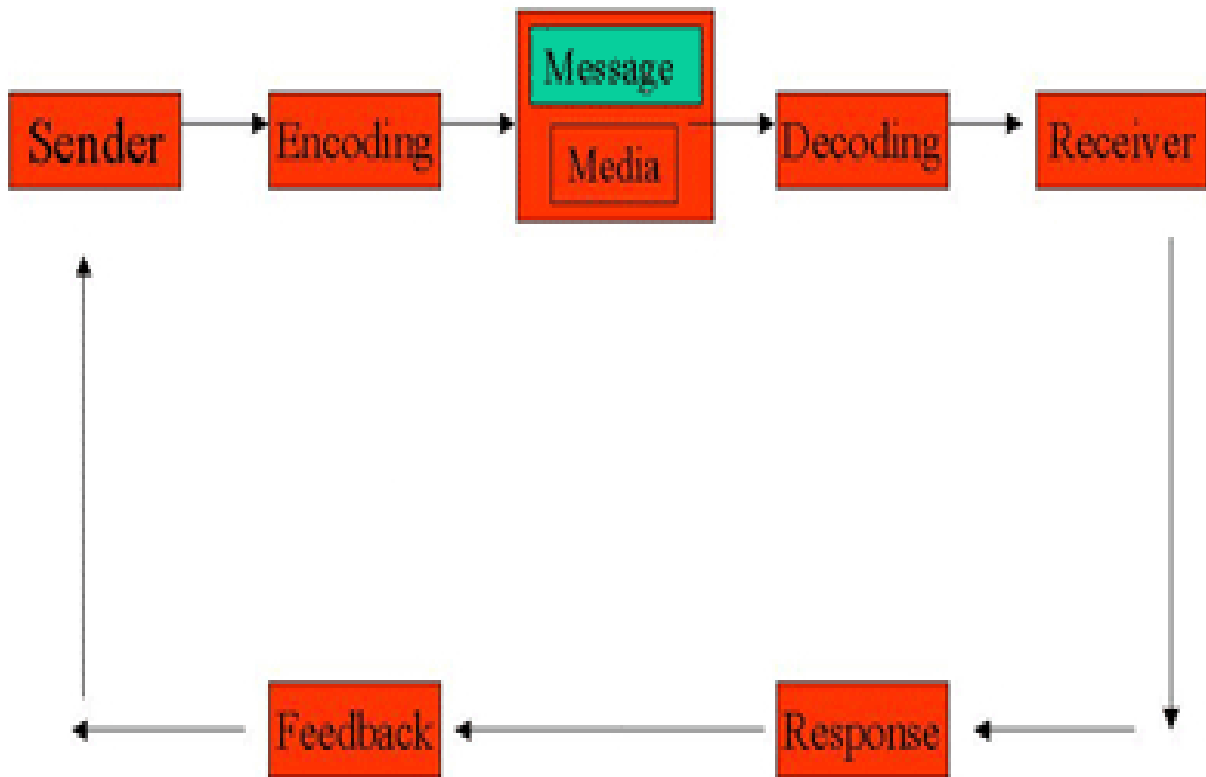 Message
Sender
Encoding
Media
Decoding
Receiver
Feedback
Response